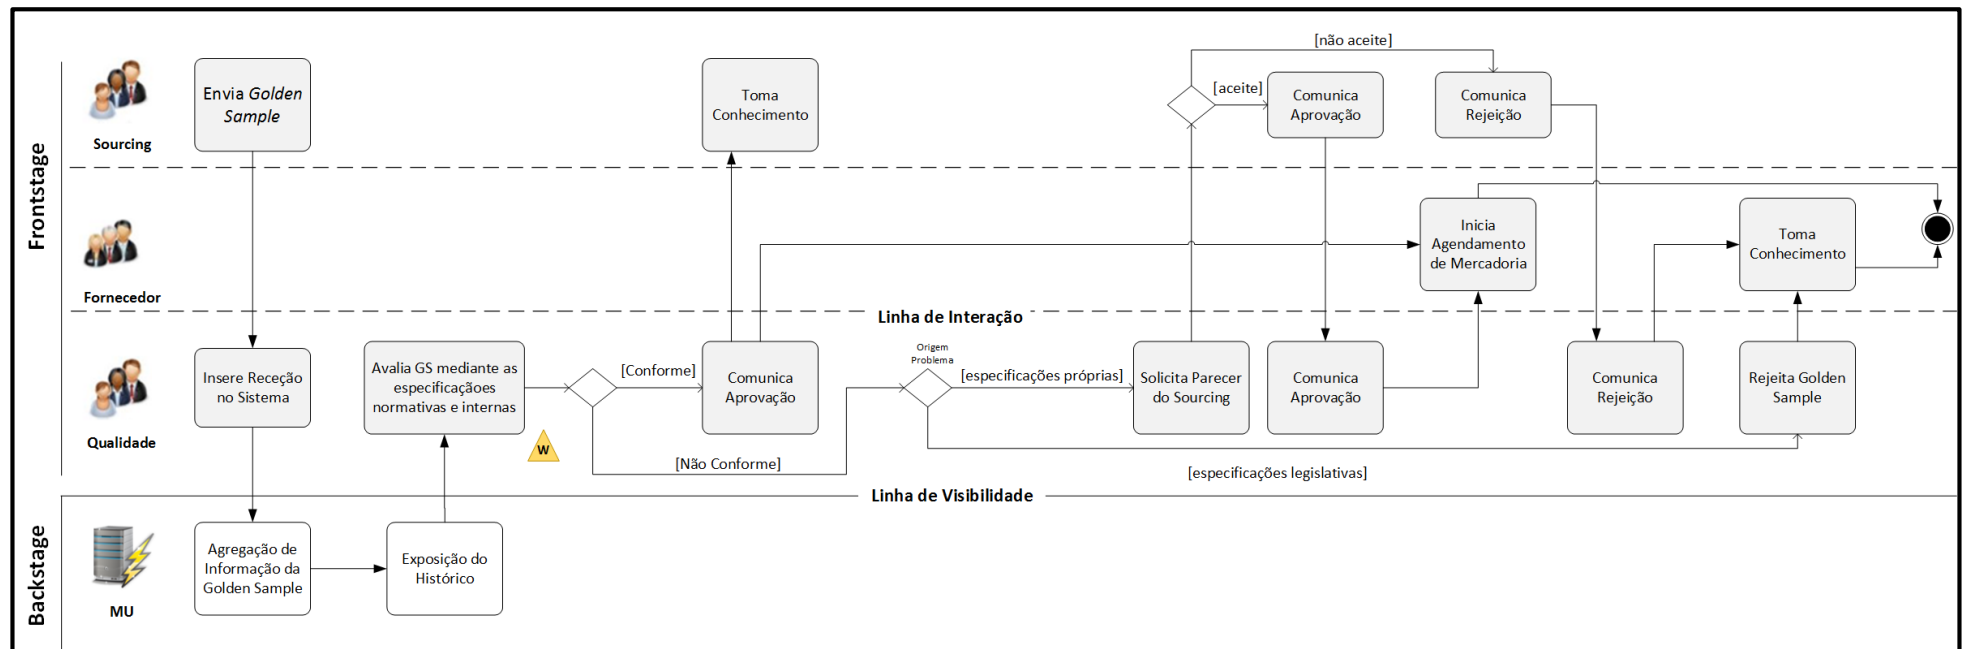 Frontstage
Sourcing
Envia Golden
Sample
Toma
Conhecimento
[não aceite]
[aceite]
Comunica
Aprovação
Comunica
Rejeição
Fornecedor
Inicia
Agendamento
de Mercadoria
Toma
Conhecimento
Linha de Interação
Qualidade
Insere Receção
no Sistema
Avalia GS mediante as
especificaçãoes
normativas e internas
W
[Conforme]
[Não Conforme]
Comunica
Aprovação
Origem
Problema
[especificações próprias]
[especificações legislativas]
Solicita Parecer
do Sourcing
Comunica
Aprovação
Comunica
Rejeição
Rejeita Golden
Sample
Linha de Visibilidade
Backstage
MU
Agregação de
Informação da
Golden Sample
Exposição do
Histórico